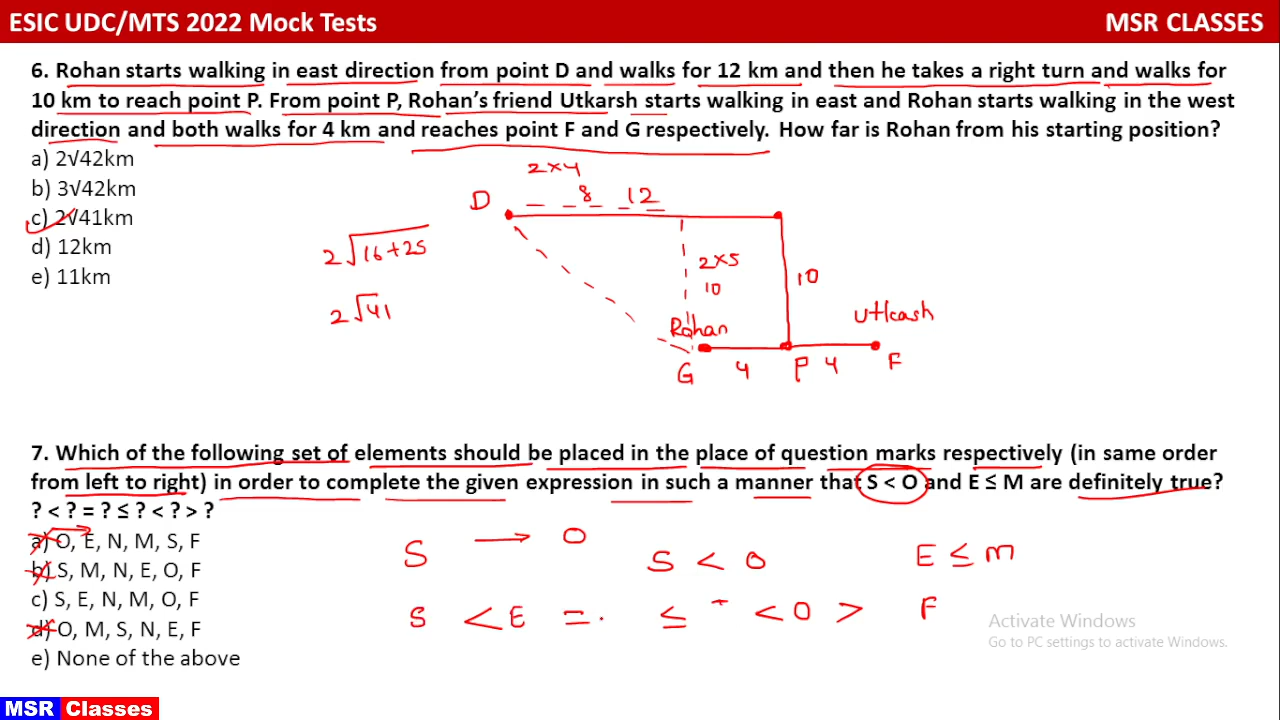 ESIC UDC/MTS 2022 Mock Tests
MSR CLASSES
6. Rohan starts walking in east direction from point D and walks for 12 km and then he takes a right turn and walks for
10 km to reach point P. From point P, Rohan's friend Utkarsh starts walking in east and Rohan starts walking in the west
direction and both walks for 4 km and reaches point F and G respectively. How far is Rohan from his starting position?
a) 2√42km
b) 3√42km
c) 2√41km
d) 12km
e) 11km
2×4
D
8 12
2√16+25
2×5
10
10
2√41
Rohan
Utkash
G 4 P 4 F
7. Which of the following set of elements should be placed in the place of question marks respectively (in same order
from left to right) in order to complete the given expression in such a manner that S < O and E ≤ M are definitely true?
? < ? = ? ≤ ? < ? > ?
a) O, E, N, M, S, F
b) S, M, N, E, O, F
c) S, E, N, M, O, F
d) O, M, S, N, E, F
e) None of the above
S → O S < O E ≤ M
S < E = ≤ < O > F
Activate Windows
Go to PC settings to activate Windows.
MSR Classes